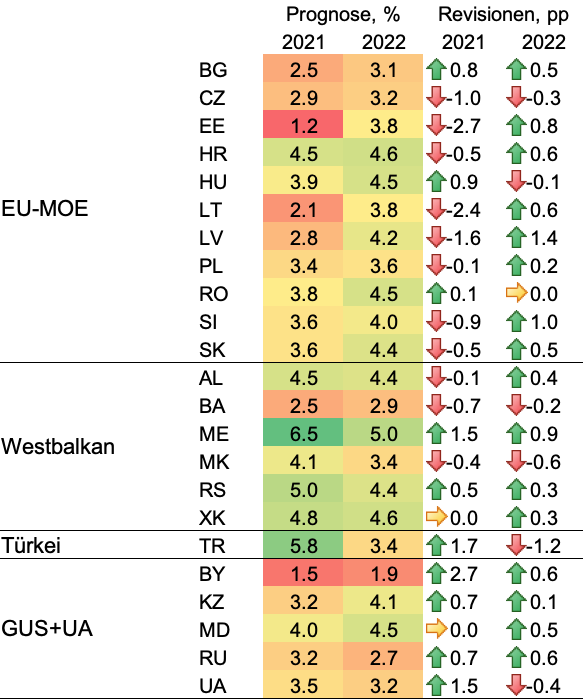 Prognose, % Revisionen, pp
2021 2022 2021 2022
BG 2.5 3.1 0.8 0.5
CZ 2.9 3.2 -1.0 -0.3
EE 1.2 3.8 -2.7 0.8
HR 4.5 4.6 -0.5 0.6
HU 3.9 4.5 0.9 -0.1
EU-MOE LT 2.1 3.8 -2.4 0.6
LV 2.8 4.2 -1.6 1.4
PL 3.4 3.6 -0.1 0.2
RO 3.8 4.5 0.1 0.0
SI 3.6 4.0 -0.9 1.0
SK 3.6 4.4 -0.5 0.5
AL 4.5 4.4 -0.1 0.4
BA 2.5 2.9 -0.7 -0.2
Westbalkan ME 6.5 5.0 1.5 0.9
MK 4.1 3.4 -0.4 -0.6
RS 5.0 4.4 0.5 0.3
XK 4.8 4.6 0.0 0.3
Türkei TR 5.8 3.4 1.7 -1.2
BY 1.5 1.9 2.7 0.6
KZ 3.2 4.1 0.7 0.1
GUS+UA MD 4.0 4.5 0.0 0.5
RU 3.2 2.7 0.7 0.6
UA 3.5 3.2 1.5 -0.4